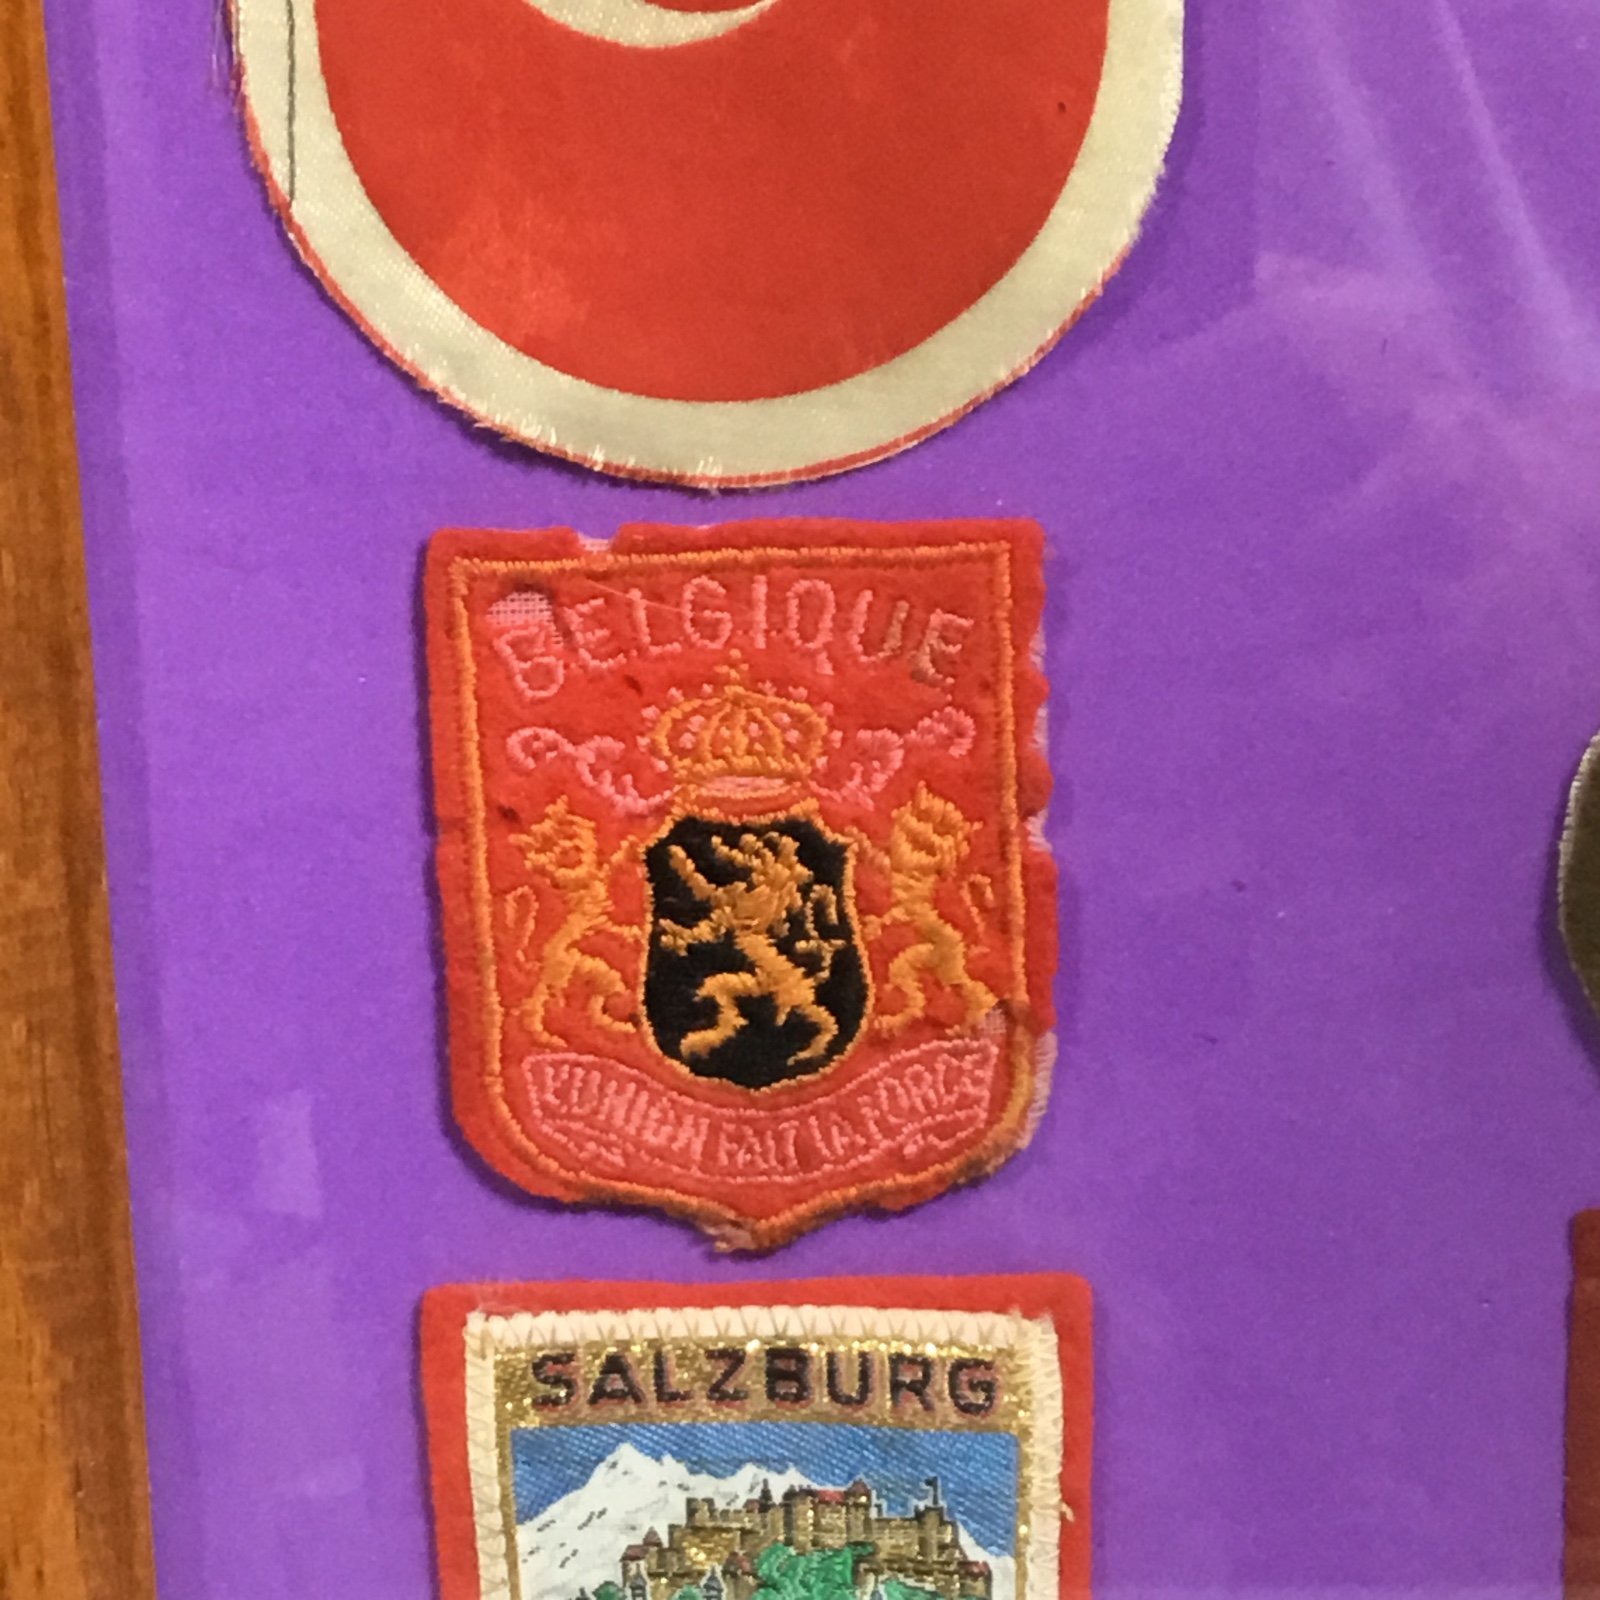 BELGIQUE
L'UNION FAIT LA FORCE
SALZBURG